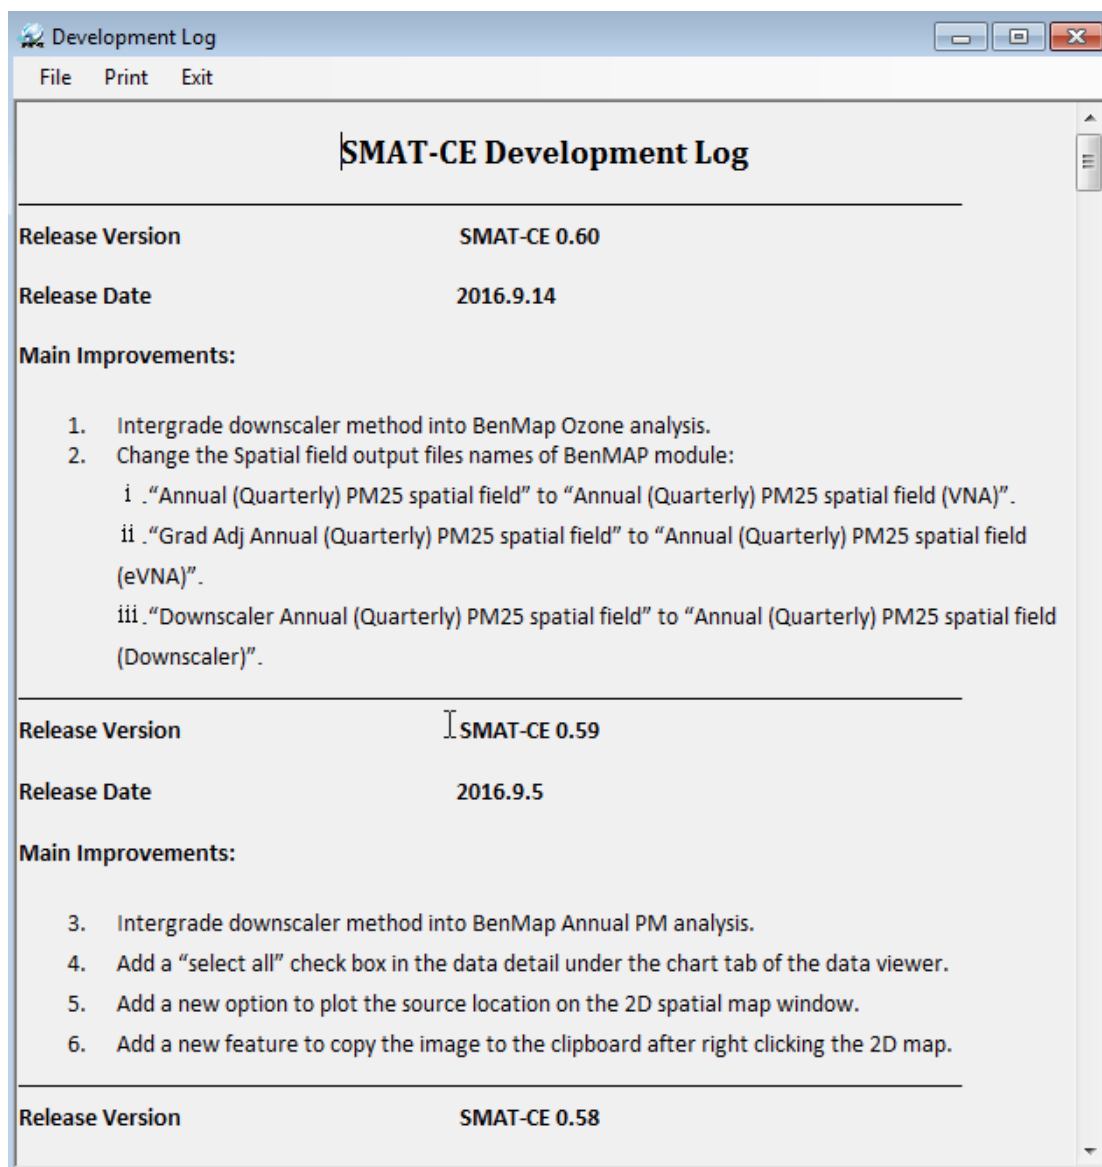 Development Log
File Print Exit
SMAT-CE Development Log
Release Version SMAT-CE 0.60
Release Date 2016.9.14
Main Improvements:
1. Intergrade downscaler method into BenMap Ozone analysis.
2. Change the Spatial field output files names of BenMAP module:
i .“Annual (Quarterly) PM25 spatial field” to “Annual (Quarterly) PM25 spatial field (VNA)”.
ii .“Grad Adj Annual (Quarterly) PM25 spatial field” to “Annual (Quarterly) PM25 spatial field
(eVNA)”.
iii .“Downscaler Annual (Quarterly) PM25 spatial field” to “Annual (Quarterly) PM25 spatial field
(Downscaler)”.
Release Version SMAT-CE 0.59
Release Date 2016.9.5
Main Improvements:
3. Intergrade downscaler method into BenMap Annual PM analysis.
4. Add a “select all” check box in the data detail under the chart tab of the data viewer.
5. Add a new option to plot the source location on the 2D spatial map window.
6. Add a new feature to copy the image to the clipboard after right clicking the 2D map.
Release Version SMAT-CE 0.58